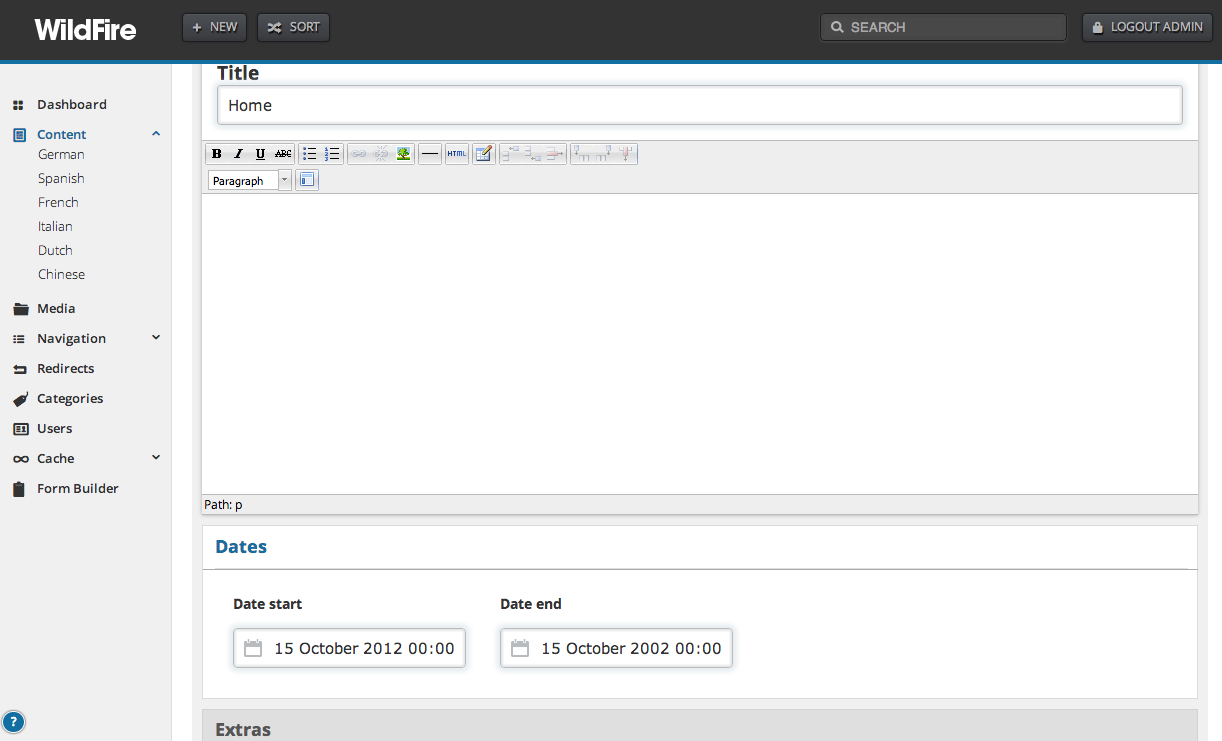 WildFire
NEW
SORT
SEARCH
LOGOUT ADMIN
Dashboard
Content
German
Spanish
French
Italian
Dutch
Chinese
Media
Navigation
Redirects
Categories
Users
Cache
Form Builder
?
Title
Home
B I U ABC HTML
Paragraph
Path: p
Dates
Date start Date end
15 October 2012 00:00 15 October 2002 00:00
Extras